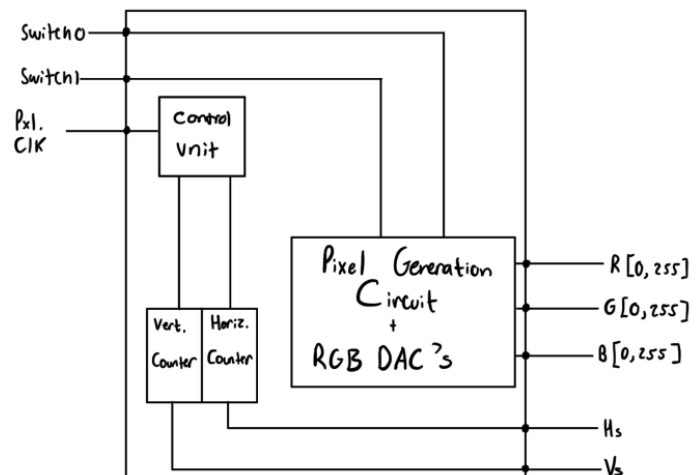 Switch0
Switch1
Pxl.
Clk
Control
Unit
Pixel Generation
Circuit
+
RGB DAC's
R[0,255]
G[0,255]
B[0,255]
Vert.
Counter
Horiz.
Counter
Hs
Vs